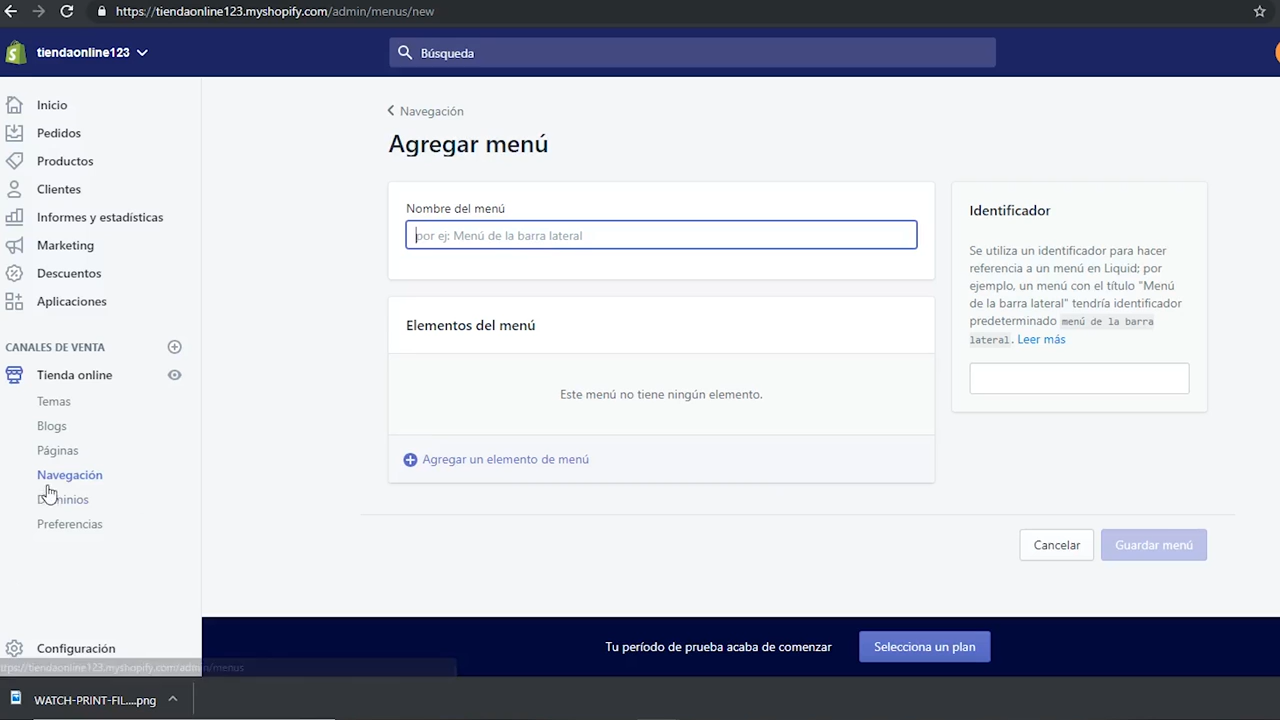 https://tiendaonline123.myshopify.com/admin/menus/new
tiendaonline123
Búsqueda
Inicio
Pedidos
Productos
Clientes
Informes y estadísticas
Marketing
Descuentos
Aplicaciones
CANALES DE VENTA
Tienda online
Temas
Blogs
Páginas
Navegación
Preferencias
Configuración
Navegación
Agregar menú
Nombre del menú
por ej: Menú de la barra lateral
Elementos del menú
Este menú no tiene ningún elemento.
Agregar un elemento de menú
Identificador
Se utiliza un identificador para hacer
referencia a un menú en Liquid; por
ejemplo, un menú con el título "Menú
de la barra lateral" tendría identificador
predeterminado menú de la barra
lateral. Leer más
Cancelar
Guardar menú
Tu período de prueba acaba de comenzar
Selecciona un plan
ttps://tiendaonline123.myshopify.com/admin/menus
WATCH-PRINT-FIL....png